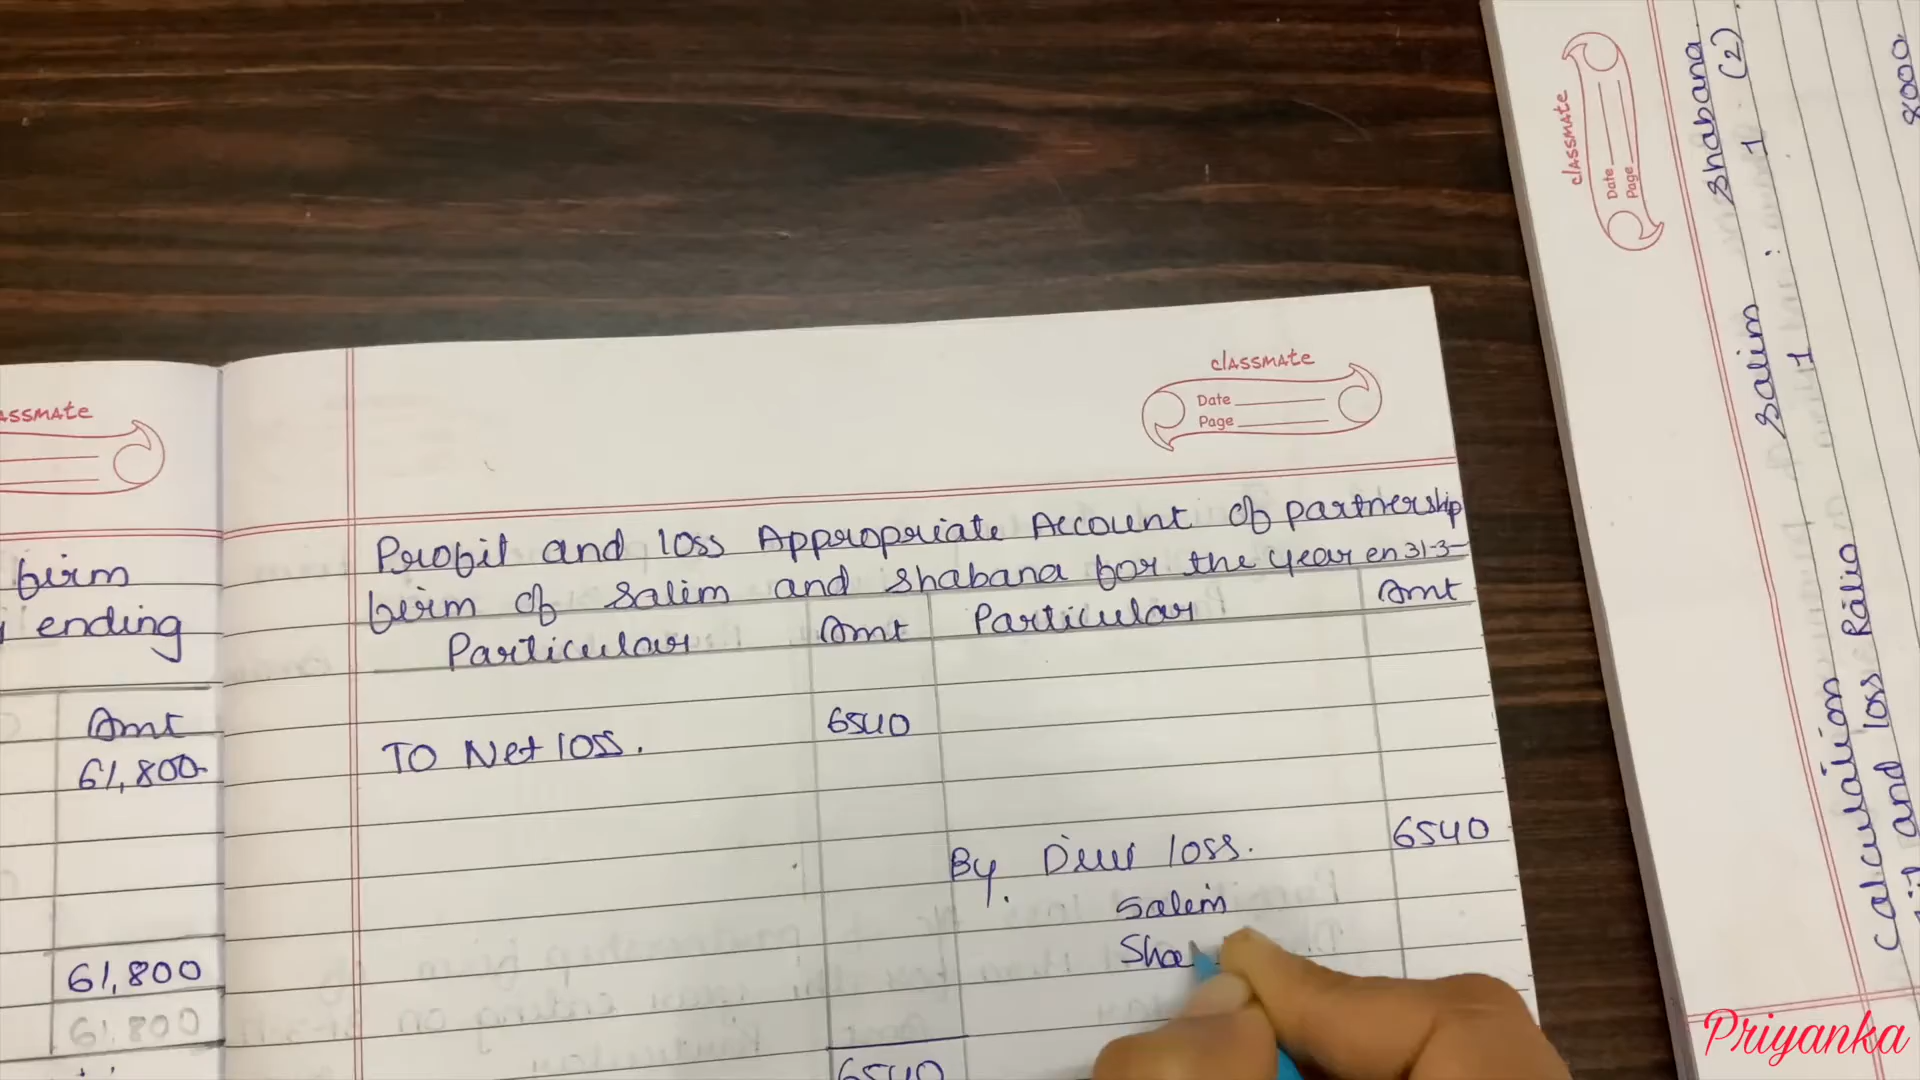 classmate
Date
Page
Profit and loss Appropriate Account of partnership
firm of Salim and Shabana for the year en 31-3-
Particular Amt Particular Amt
To Net loss. 6540
By Divi loss. 6540
Salim
Sha
6540
assmate
firm
ending
Amt
61,800
61,800
61,800
classmate
Date
Page
Salim : Shabana
1 1 (2)
8000
Calculation
and loss Ratio
Priyanka